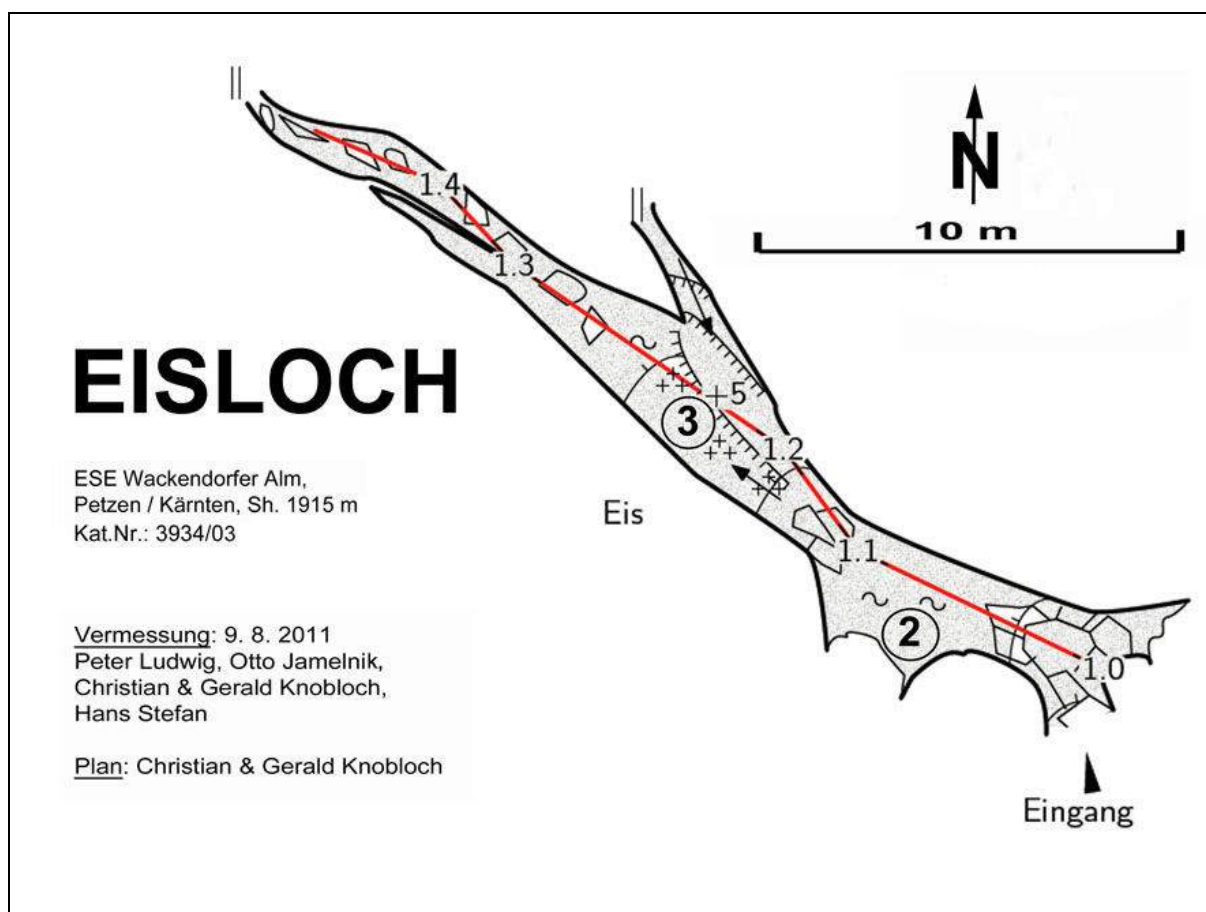 N
10 m
1.4
1.3
EISLOCH
+5
3
1.2
ESE Wackendorfer Alm,
Petzen / Kärnten, Sh. 1915 m
Kat.Nr.: 3934/03
Eis
1.1
2
Vermessung: 9. 8. 2011
Peter Ludwig, Otto Jamelnik,
Christian & Gerald Knobloch,
Hans Stefan
1.0
Plan: Christian & Gerald Knobloch
Eingang